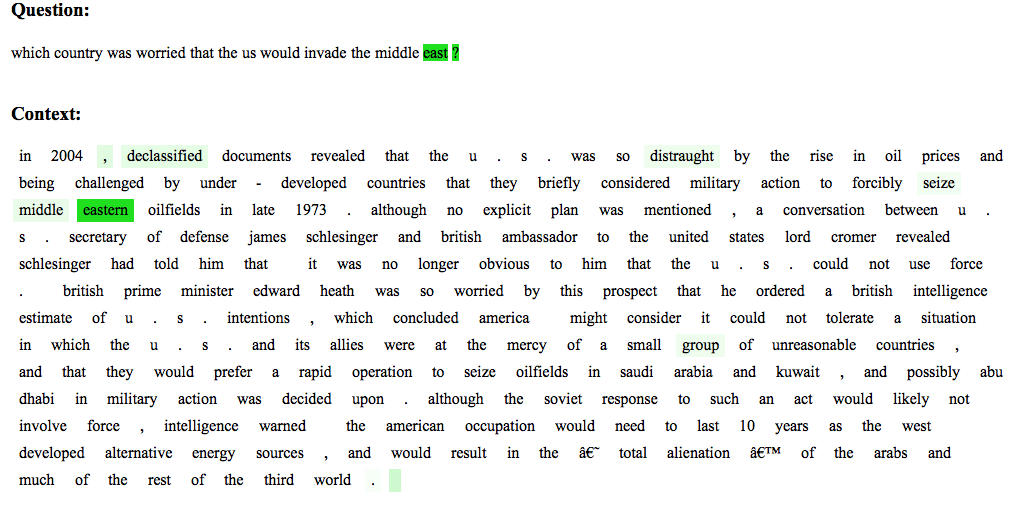 Question:
which country was worried that the us would invade the middle east ?
Context:
in 2004 , declassified documents revealed that the u . s . was so distraught by the rise in oil prices and
being challenged by under - developed countries that they briefly considered military action to forcibly seize
middle eastern oilfields in late 1973 . although no explicit plan was mentioned , a conversation between u .
s . secretary of defense james schlesinger and british ambassador to the united states lord cromer revealed
schlesinger had told him that it was no longer obvious to him that the u . s . could not use force
. british prime minister edward heath was so worried by this prospect that he ordered a british intelligence
estimate of u . s . intentions , which concluded america might consider it could not tolerate a situation
in which the u . s . and its allies were at the mercy of a small group of unreasonable countries ,
and that they would prefer a rapid operation to seize oilfields in saudi arabia and kuwait , and possibly abu
dhabi in military action was decided upon . although the soviet response to such an act would likely not
involve force , intelligence warned the american occupation would need to last 10 years as the west
developed alternative energy sources , and would result in the â€˜ total alienation â€™ of the arabs and
much of the rest of the third world .